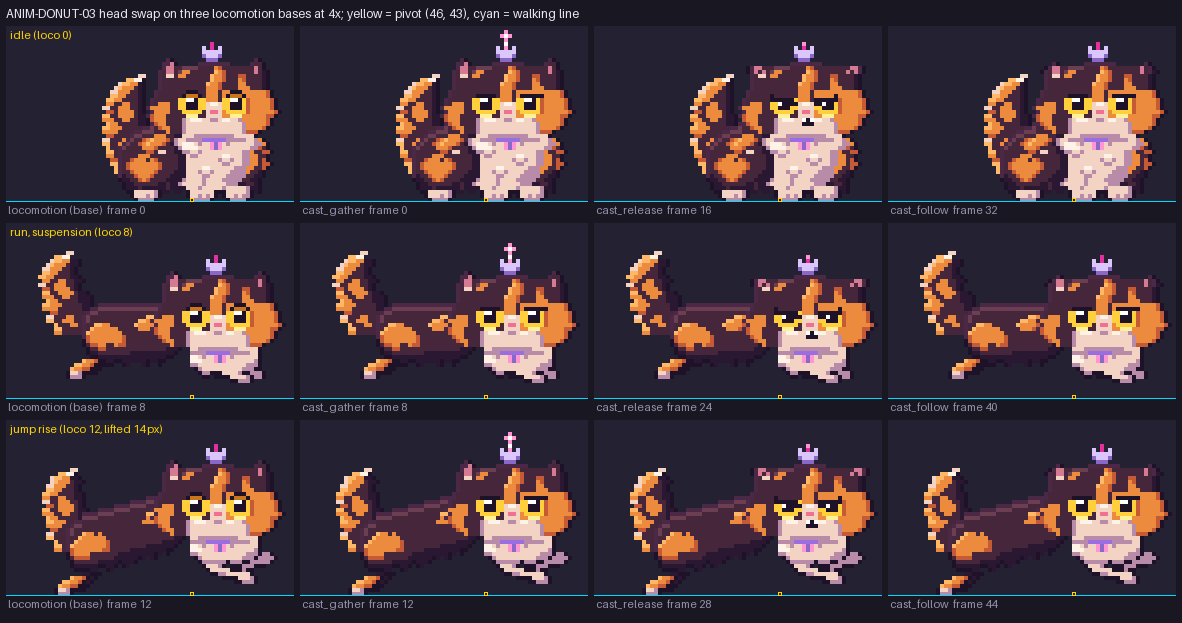 ANIM-DONUT-03 head swap on three locomotion bases at 4x; yellow = pivot (46, 43), cyan = walking line
idle (loco 0)
locomotion (base) frame 0
cast_gather frame 0
cast_release frame 16
cast_follow frame 32
run, suspension (loco 8)
locomotion (base) frame 8
cast_gather frame 8
cast_release frame 24
cast_follow frame 40
jump rise (loco 12, lifted 14px)
locomotion (base) frame 12
cast_gather frame 12
cast_release frame 28
cast_follow frame 44